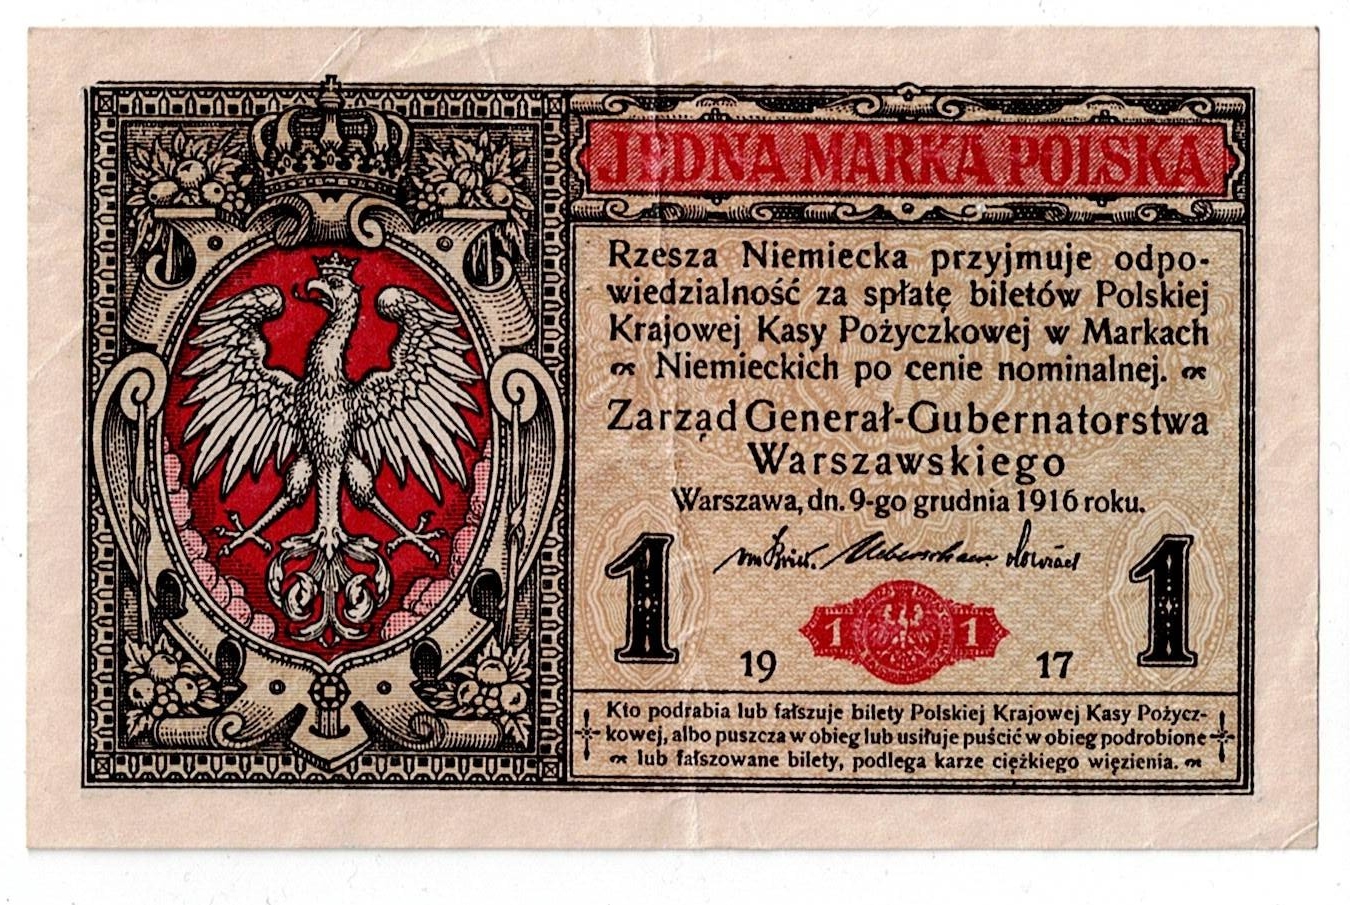 JEDNA MARKA POLSKA
Rzesza Niemiecka przyjmuje odpo-
wiedzialność za spłatę biletów Polskiej
Krajowej Kasy Pożyczkowej w Markach
Niemieckich po cenie nominalnej.
Zarząd Generał-Gubernatorstwa
Warszawskiego
Warszawa, dn. 9-go grudnia 1916 roku.
1 1
1 1
19 17
Kto podrabia lub fałszuje bilety Polskiej Krajowej Kasy Pożycz-
kowej, albo puszcza w obieg lub usiłuje puścić w obieg podrobione
lub fałszowane bilety, podlega karze ciężkiego więzienia.